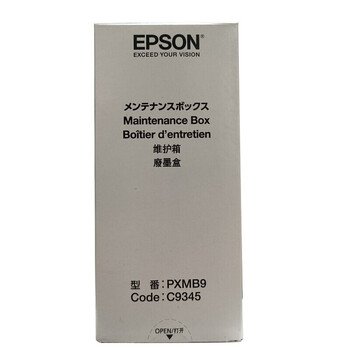 EPSON
EXCEED YOUR VISION
メンテナンスボックス
Maintenance Box
Boîtier d'entretien
维护箱
廢墨盒
型 番: PXMB9
Code: C9345
OPEN/打开